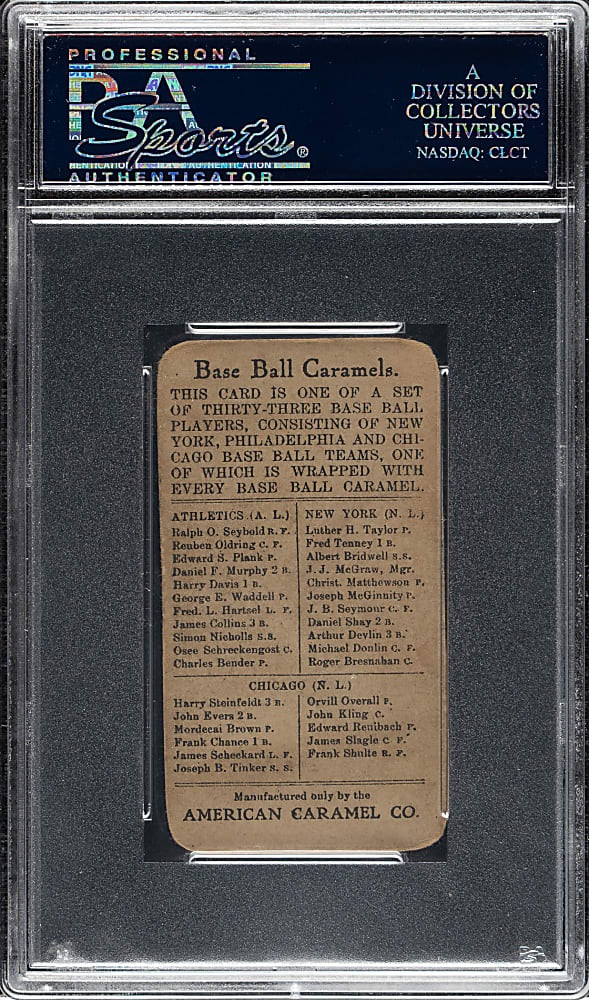 PROFESSIONAL
PSA
Sports®
AUTHENTICATOR
A
DIVISION OF
COLLECTORS
UNIVERSE
NASDAQ: CLCT
Base Ball Caramels.
THIS CARD IS ONE OF A SET
OF THIRTY-THREE BASE BALL
PLAYERS, CONSISTING OF NEW
YORK, PHILADELPHIA AND CHI-
CAGO BASE BALL TEAMS, ONE
OF WHICH IS WRAPPED WITH
EVERY BASE BALL CARAMEL.
ATHLETICS (A. L.)
Ralph O. Seybold R. F.
Reuben Oldring C. F.
Edward S. Plank P.
Daniel F. Murphy 2 B.
Harry Davis 1 B.
George E. Waddell P.
Fred. L. Hartsel L. F.
James Collins 3 B.
Simon Nicholls S.S.
Osee Schreckengost C.
Charles Bender P.
NEW YORK (N. L.)
Luther H. Taylor P.
Fred Tenney 1 B.
Albert Bridwell S.S.
J. J. McGraw, Mgr.
Christ. Matthewson P.
Joseph McGinnity P.
J. B. Seymour C. F.
Daniel Shay 2 B.
Arthur Devlin 3 B.
Michael Donlin C. F.
Roger Bresnahan C.
CHICAGO (N. L.)
Harry Steinfeldt 3 B.
John Evers 2 B.
Mordecai Brown P.
Frank Chance 1 B.
James Scheckard L. F.
Joseph B. Tinker S. S.
Orvill Overall P.
John Kling C.
Edward Reulbach P.
James Slagle C F.
Frank Shulte R. F.
Manufactured only by the
AMERICAN CARAMEL CO.